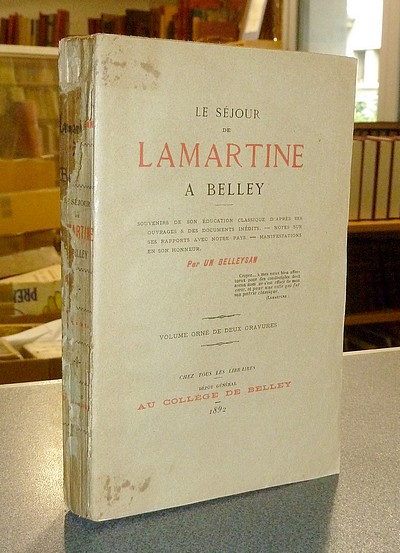 LE SÉJOUR
DE
LAMARTINE
A BELLEY
SOUVENIRS DE SON ÉDUCATION CLASSIQUE D'APRÈS SES
OUVRAGES & DES DOCUMENTS INÉDITS. — NOTES SUR
SES RAPPORTS AVEC NOTRE PAYS. — MANIFESTATIONS
EN SON HONNEUR.
Par UN BELLEYSAN
(LAMARTINE.)
VOLUME ORNÉ DE DEUX GRAVURES
CHEZ TOUS LES LIBRAIRES
DÉPÔT GÉNÉRAL
AU COLLÈGE DE BELLEY
1892